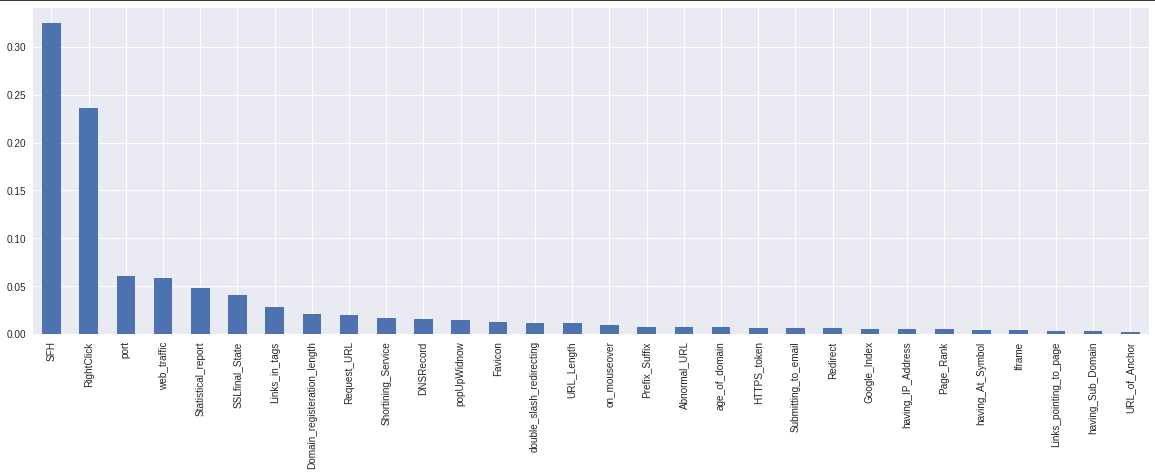 0.30
0.25
0.20
0.15
0.10
0.05
0.00
SFH
RightClick
port
web_traffic
Statistical_report
SSLfinal_State
Links_in_tags
Domain_registeration_length
Request_URL
Shortining_Service
DNSRecord
popUpWidnow
Favicon
double_slash_redirecting
URL_Length
on_mouseover
Prefix_Suffix
Abnormal_URL
age_of_domain
HTTPS_token
Submitting_to_email
Redirect
Google_Index
having_IP_Address
Page_Rank
having_At_Symbol
Iframe
Links_pointing_to_page
having_Sub_Domain
URL_of_Anchor